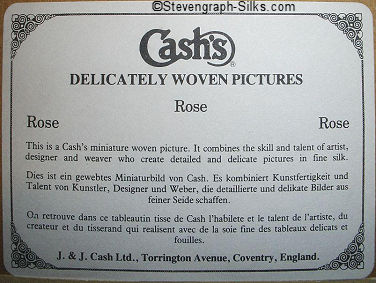 ©Stevengraph-Silks.com
Cash's®
DELICATELY WOVEN PICTURES
Rose
Rose Rose
This is a Cash's miniature woven picture. It combines the skill and talent of artist,
designer and weaver who create detailed and delicate pictures in fine silk.
Dies ist ein gewebtes Miniaturbild von Cash. Es kombiniert Kunstfertigkeit und
Talent von Kunstler, Designer und Weber, die detaillierte und delikate Bilder aus
feiner Seide schaffen.
On retrouve dans ce tableautin tisse de Cash l'habilete et le talent de l'artiste, du
createur et du tisserand qui realisent avec de la soie fine des tableaux delicats et
fouilles.
J. & J. Cash Ltd., Torrington Avenue, Coventry, England.